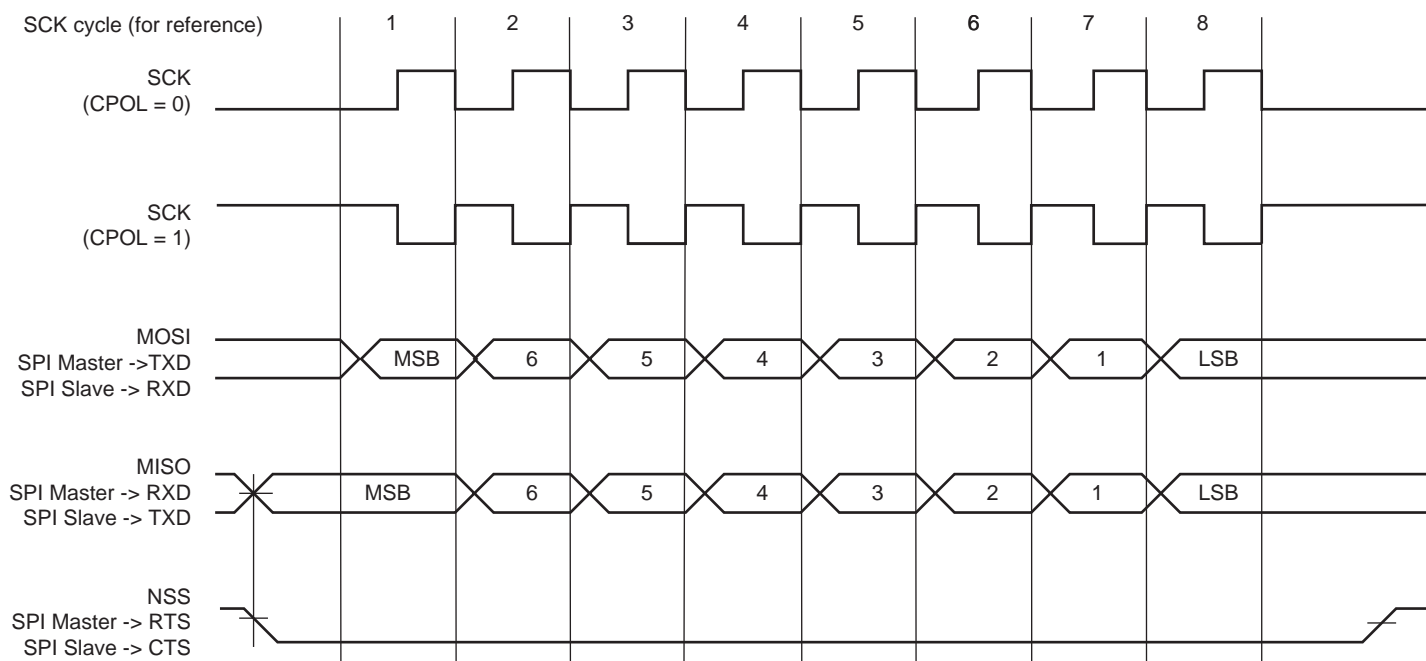 SCK cycle (for reference) 1 2 3 4 5 6 7 8
SCK
(CPOL = 0)
SCK
(CPOL = 1)
MOSI
SPI Master ->TXD
SPI Slave -> RXD
MSB 6 5 4 3 2 1 LSB
MISO
SPI Master -> RXD
SPI Slave -> TXD
MSB 6 5 4 3 2 1 LSB
NSS
SPI Master -> RTS
SPI Slave -> CTS